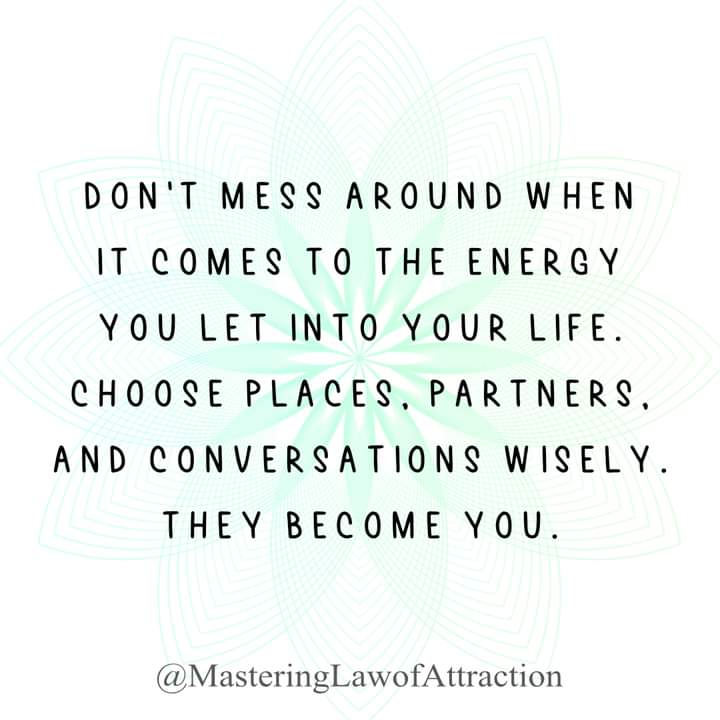 DON'T MESS AROUND WHEN
IT COMES TO THE ENERGY
YOU LET INTO YOUR LIFE.
CHOOSE PLACES, PARTNERS,
AND CONVERSATIONS WISELY.
THEY BECOME YOU.
@MasteringLawofAttraction